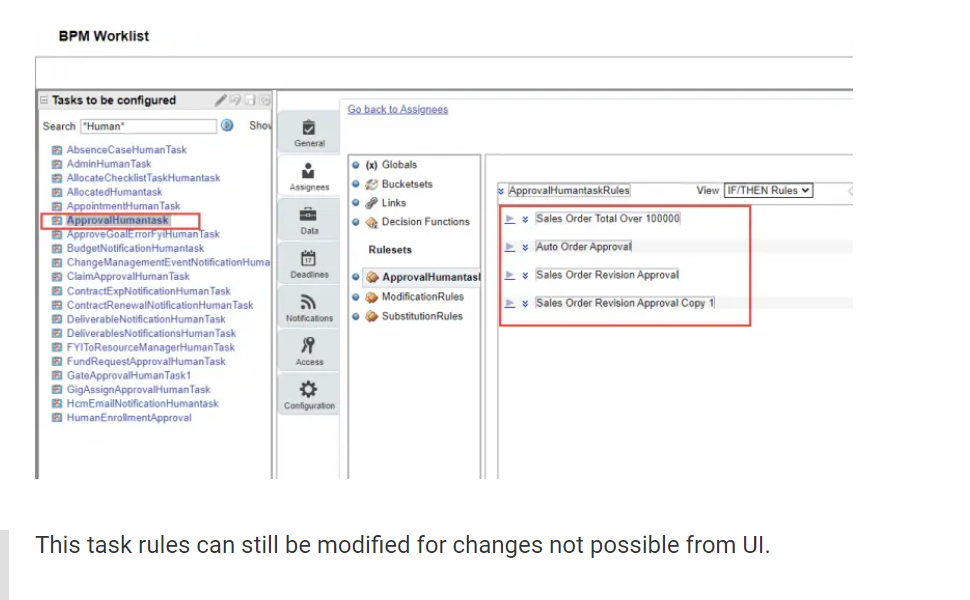 BPM Worklist
Tasks to be configured
Search *Human* Show
AbsenceCaseHumanTask
AdminHumanTask
AllocateChecklistTaskHumantask
AllocatedHumantask
AppointmentHumanTask
ApprovalHumantask
ApproveGoalErrorFyiHumanTask
BudgetNotificationHumantask
ChangeManagementEventNotificationHuma
ClaimApprovalHumanTask
ContractExpNotificationHumanTask
ContractRenewalNotificationHumanTask
DeliverableNotificationHumanTask
DeliverablesNotificationsHumanTask
FYIToResourceManagerHumanTask
FundRequestApprovalHumanTask
GateApprovalHumanTask1
GigAssignApprovalHumanTask
HcmEmailNotificationHumantask
HumanEnrollmentApproval
General
Assignees
Data
17
Deadlines
Notifications
Access
Configuration
Go back to Assignees
(x) Globals
Bucketsets
Links
Decision Functions
Rulesets
ApprovalHumantask
ModificationRules
SubstitutionRules
ApprovalHumantaskRules View IF/THEN Rules
Sales Order Total Over 100000
Auto Order Approval
Sales Order Revision Approval
Sales Order Revision Approval Copy 1
This task rules can still be modified for changes not possible from UI.